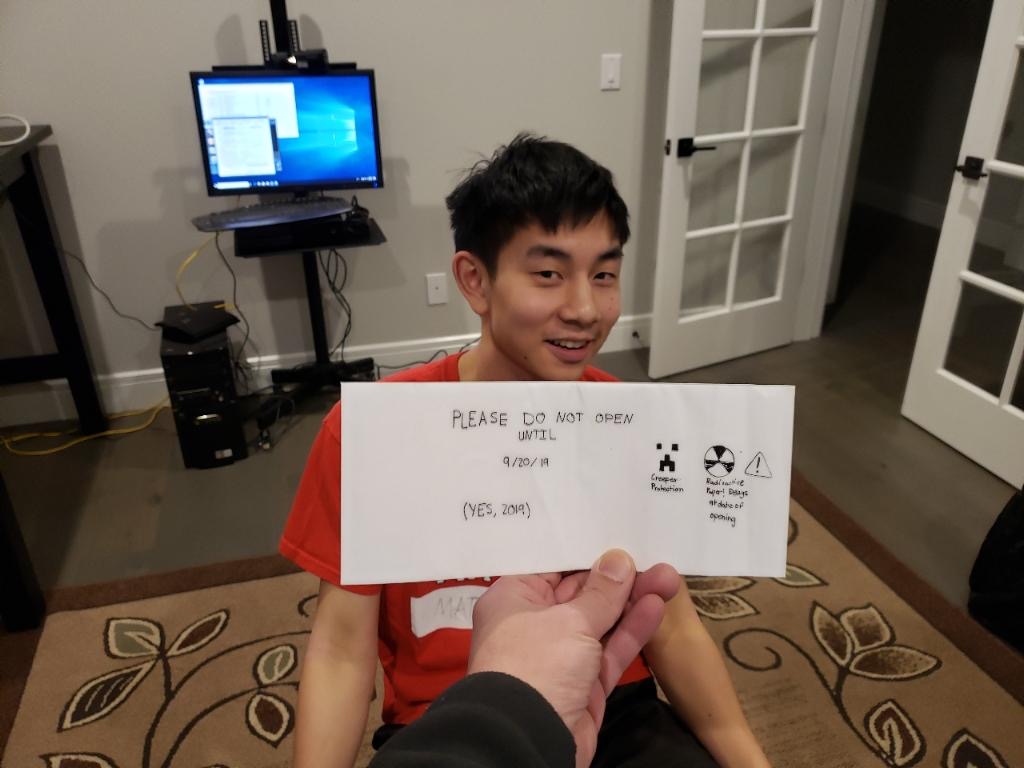 PLEASE DO NOT OPEN
UNTIL
9/20/19
(YES, 2019)
Creeper
Protection
Radioactive
Paper! Decays
at date of
opening
MAT